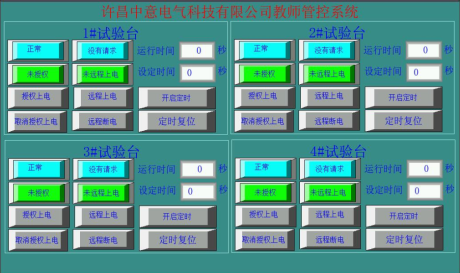 许昌中意电气科技有限公司教师管控系统
1#试验台
正常 没有请求 运行时间 0 秒
未授权 未远程上电 设定时间 0 秒
授权上电 远程上电 开启定时
取消授权上电 远程断电 定时复位
2#试验台
正常 没有请求 运行时间 0 秒
未授权 未远程上电 设定时间 0 秒
授权上电 远程上电 开启定时
取消授权上电 远程断电 定时复位
3#试验台
正常 没有请求 运行时间 0 秒
未授权 未远程上电 设定时间 0 秒
授权上电 远程上电 开启定时
取消授权上电 远程断电 定时复位
4#试验台
正常 没有请求 运行时间 0 秒
未授权 未远程上电 设定时间 0 秒
授权上电 远程上电 开启定时
取消授权上电 远程断电 定时复位